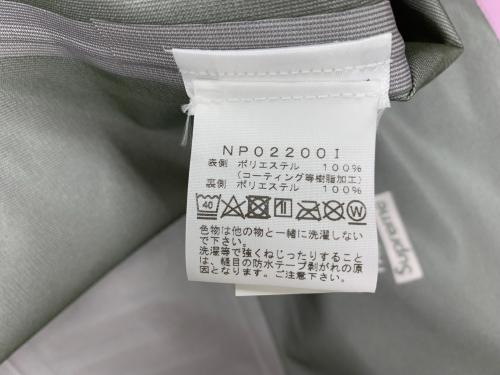 NP02200I
表側 ポリエステル 100%
(コーティング等樹脂加工)
裏側 ポリエステル 100%
40 W
色物は他の物と一緒に洗濯しない
で下さい。
洗濯等で強くねじったりすること
は、縫目の防水テープ剥がれの原
因となります。ご注意下さい。
Supreme